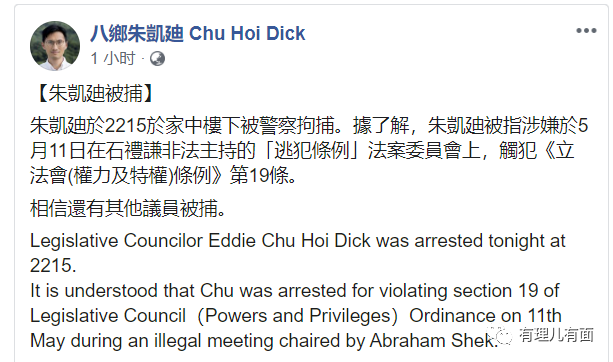 八鄉朱凱廸 Chu Hoi Dick
1 小时 ·
【朱凱廸被捕】
朱凱廸於2215於家中樓下被警察拘捕。據了解，朱凱廸被指涉嫌於5
月11日在石禮謙非法主持的「逃犯條例」法案委員會上，觸犯《立
法會(權力及特權)條例》第19條。
相信還有其他議員被捕。
Legislative Councilor Eddie Chu Hoi Dick was arrested tonight at
2215.
It is understood that Chu was arrested for violating section 19 of
Legislative Council（Powers and Privileges）Ordinance on 11th
May during an illegal meeting chaired by Abraham Shek.
有理儿有面